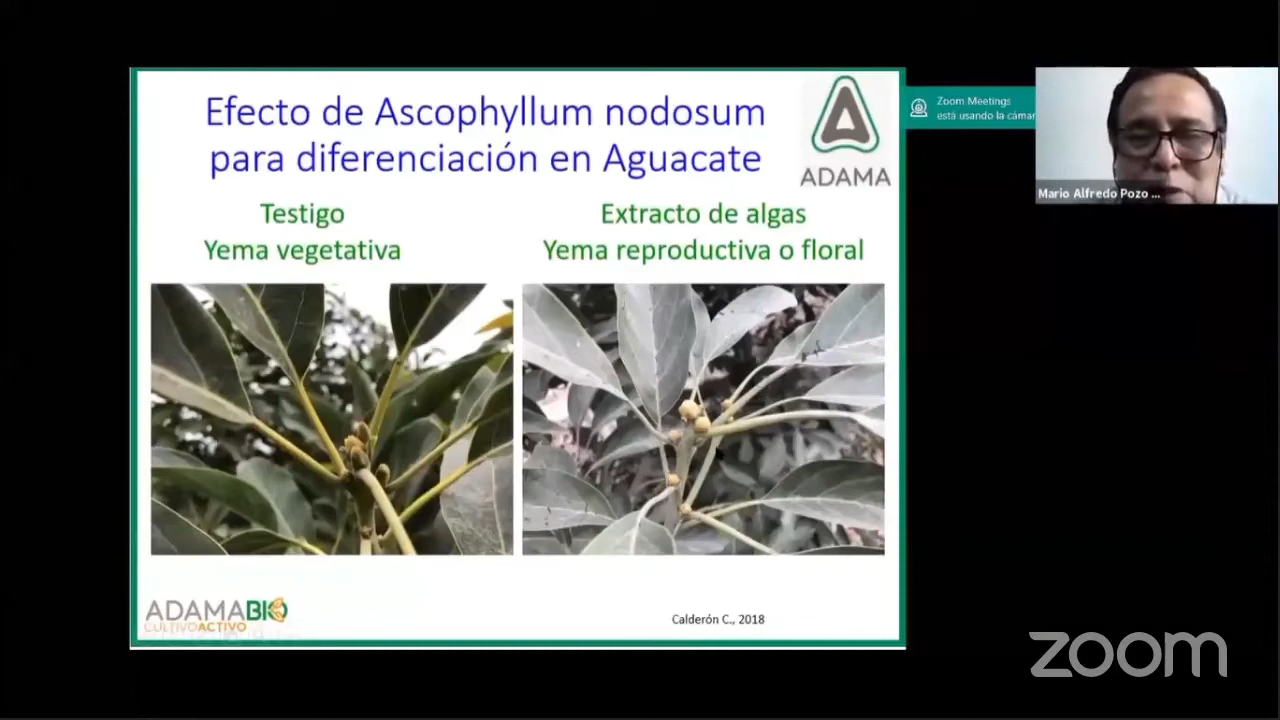 Efecto de Ascophyllum nodosum
para diferenciación en Aguacate
ADAMA
Testigo
Yema vegetativa
Extracto de algas
Yema reproductiva o floral
ADAMABIO
CULTIVOACTIVO
Calderón C., 2018
Zoom Meetings
está usando la cámar
Mario Alfredo Pozo ...
zoom